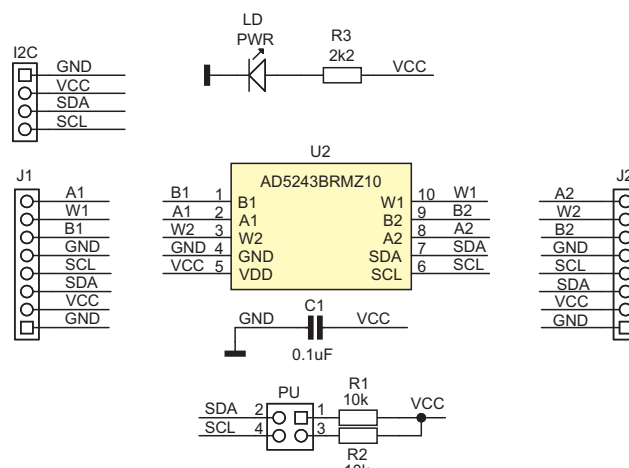 LD
PWR
R3
2k2
VCC
I2C
GND
VCC
SDA
SCL
U2
AD5243BRMZ10
B1 1 B1
A1 2 A1
W2 3 W2
GND 4 GND
VCC 5 VDD
W1 10 W1
B2 9 B2
A2 8 A2
SDA 7 SDA
SCL 6 SCL
J1
A1
W1
B1
GND
SCL
SDA
VCC
GND
J2
A2
W2
B2
GND
SCL
SDA
VCC
GND
C1
GND VCC
0.1uF
PU
SDA 2 1
SCL 4 3
R1
10k
VCC
R2
10k